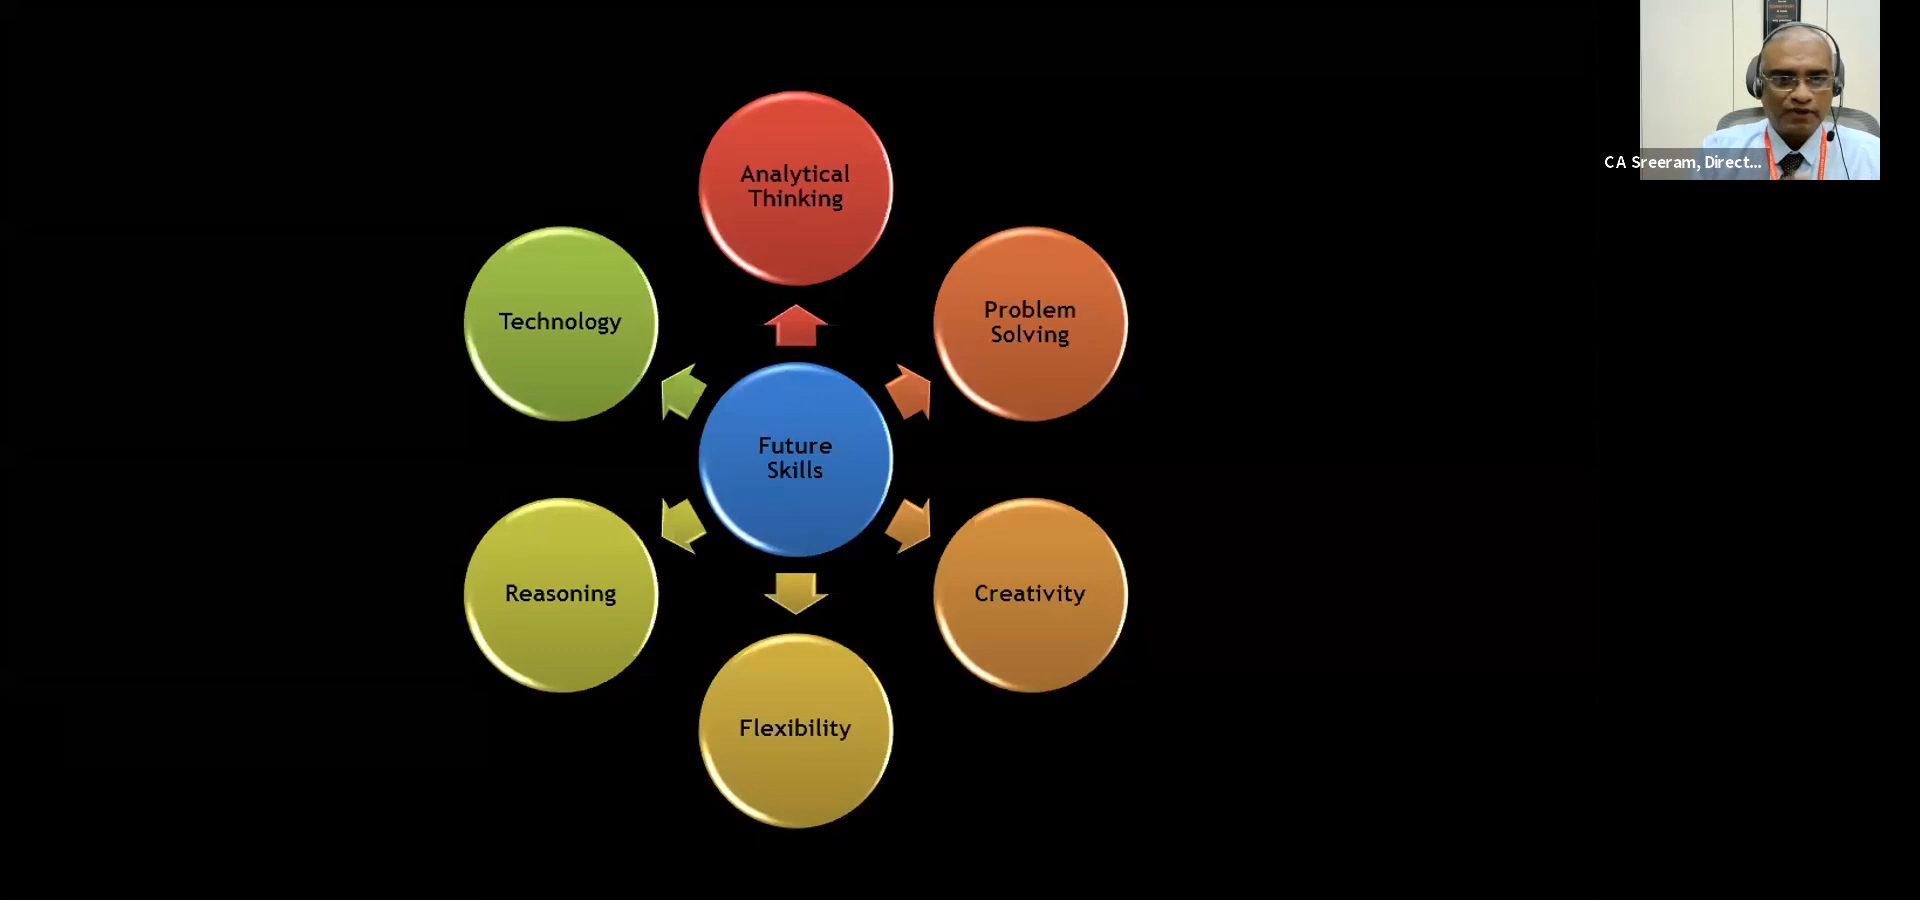 Analytical
Thinking
Problem
Solving
Creativity
Flexibility
Reasoning
Technology
Future
Skills
CA Sreeram, Direct...